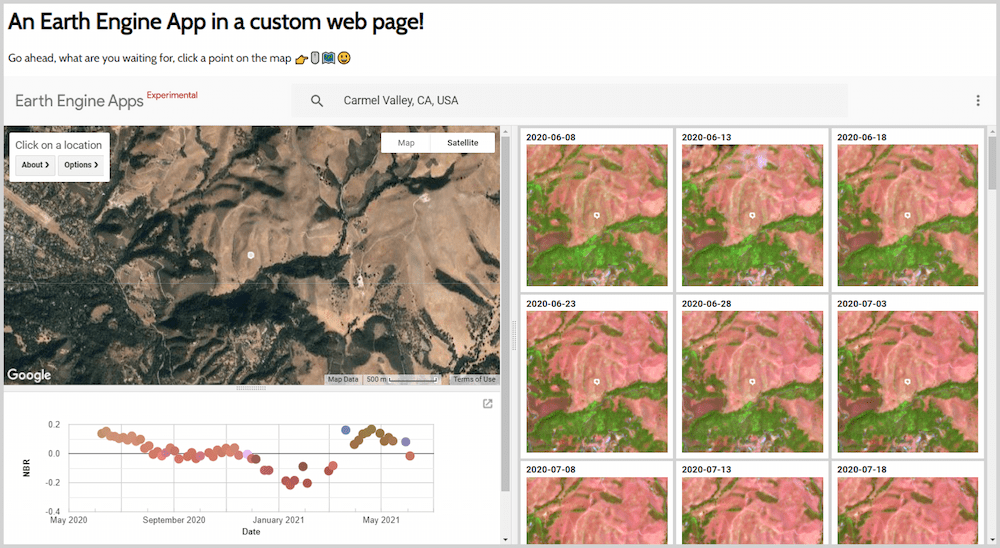 An Earth Engine App in a custom web page!
Go ahead, what are you waiting for, click a point on the map 👉🖱️🗺️🙂
Earth Engine Apps Experimental
Carmel Valley, CA, USA
Click on a location
About ❯ Options ❯
Map Satellite
Google
Map Data 500 m Terms of Use
2020-06-08 2020-06-13 2020-06-18
2020-06-23 2020-06-28 2020-07-03
2020-07-08 2020-07-13 2020-07-18
NBR
0.2
0.0
-0.2
-0.4
May 2020 September 2020 January 2021 May 2021
Date